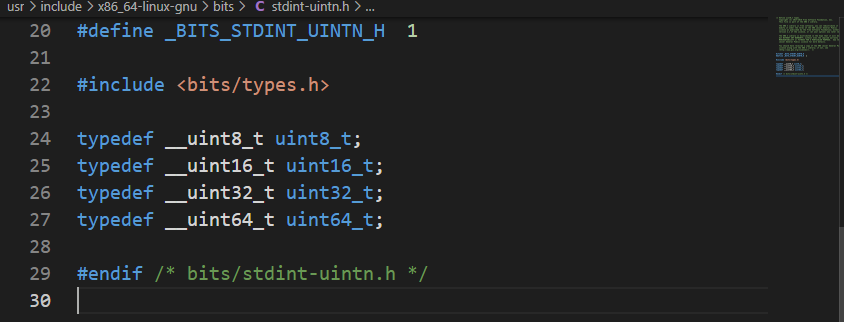 usr > include > x86_64-linux-gnu > bits > C stdint-uintn.h > ...
20 #define _BITS_STDINT_UINTN_H 1
21
22 #include <bits/types.h>
23
24 typedef __uint8_t uint8_t;
25 typedef __uint16_t uint16_t;
26 typedef __uint32_t uint32_t;
27 typedef __uint64_t uint64_t;
28
29 #endif /* bits/stdint-uintn.h */
30